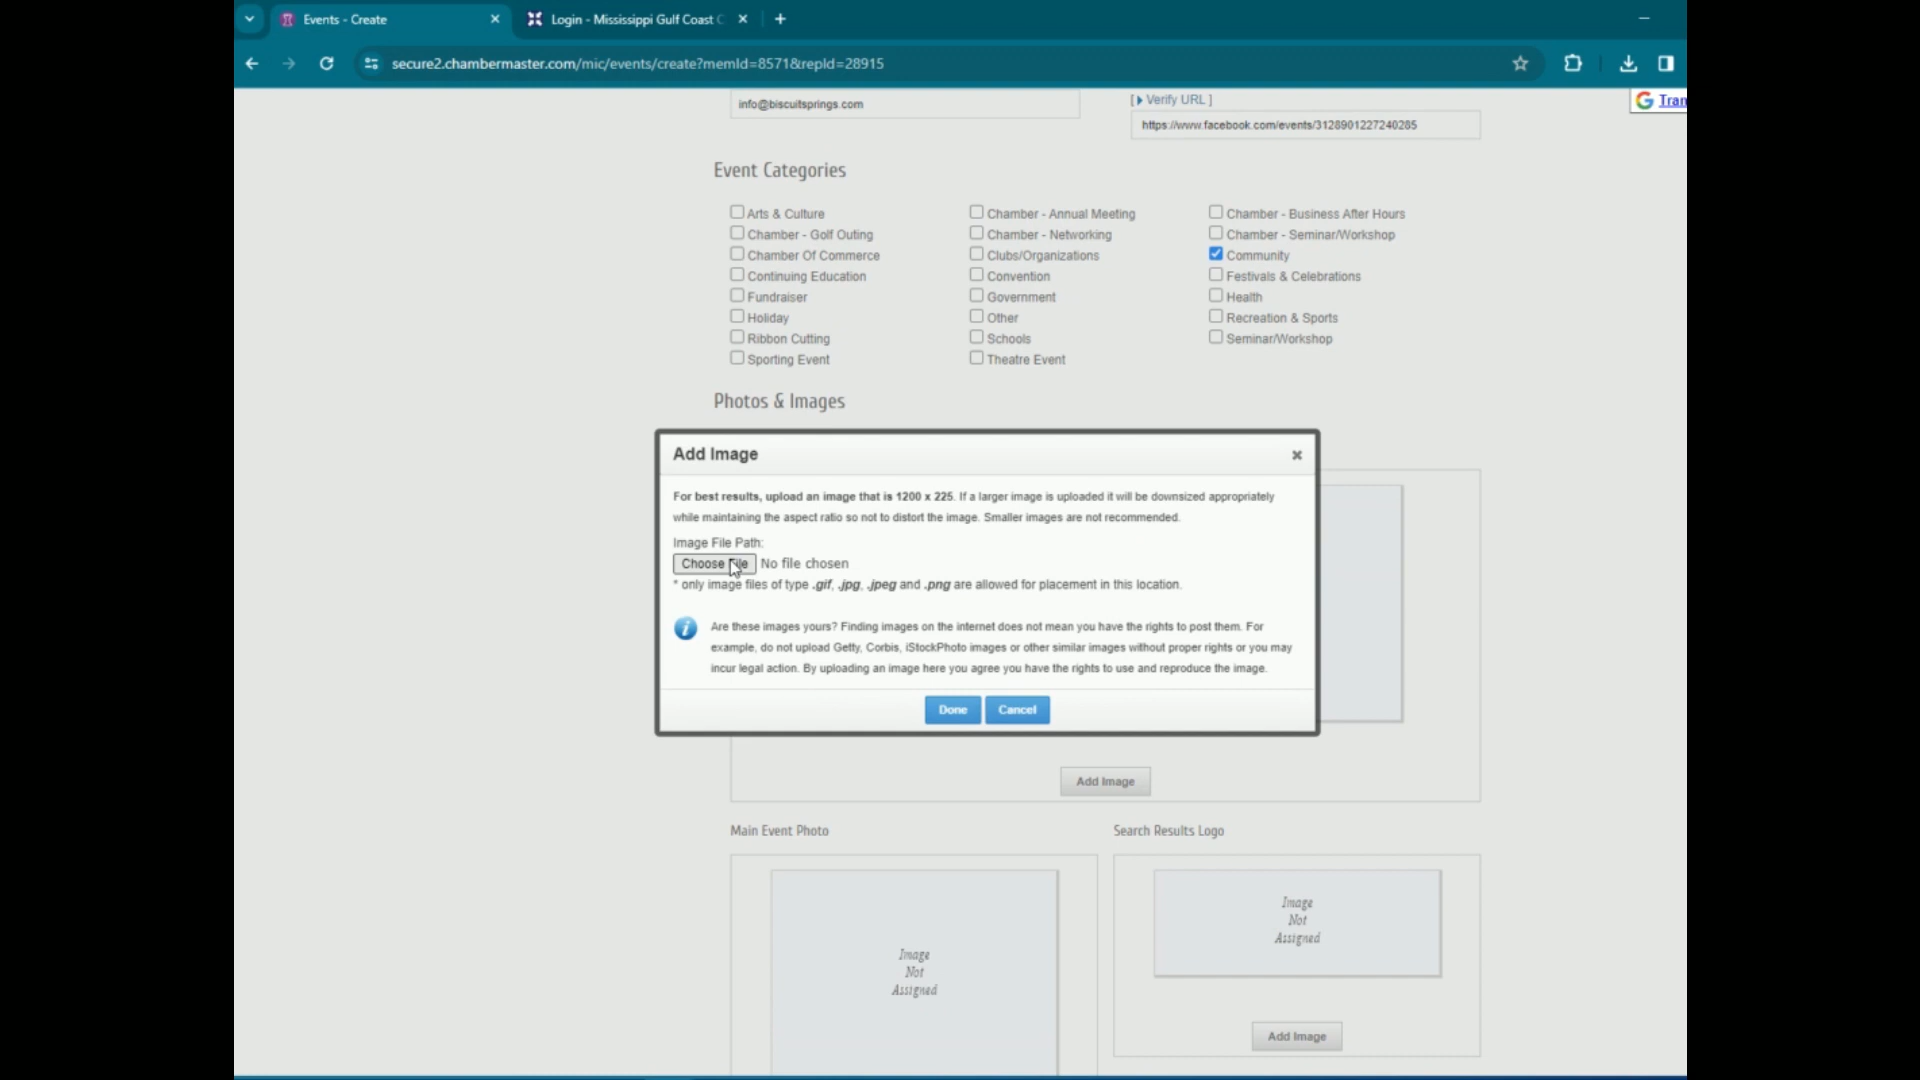 Events - Create
Login - Mississippi Gulf Coast C
secure2.chambermaster.com/mic/events/create?memId=8571&repId=28915
Tran
info@biscuitsprings.com
[ Verify URL ]
https://www.facebook.com/events/3128901227240285
Event Categories
Arts & Culture
Chamber - Annual Meeting
Chamber - Business After Hours
Chamber - Golf Outing
Chamber - Networking
Chamber - Seminar/Workshop
Chamber Of Commerce
Clubs/Organizations
Community
Continuing Education
Convention
Festivals & Celebrations
Fundraiser
Government
Health
Holiday
Other
Recreation & Sports
Ribbon Cutting
Schools
Seminar/Workshop
Sporting Event
Theatre Event
Photos & Images
Add Image
For best results, upload an image that is 1200 x 225. If a larger image is uploaded it will be downsized appropriately
while maintaining the aspect ratio so not to distort the image. Smaller images are not recommended.
Image File Path:
Choose File No file chosen
* only image files of type .gif, .jpg, .jpeg and .png are allowed for placement in this location.
Are these images yours? Finding images on the internet does not mean you have the rights to post them. For
example, do not upload Getty, Corbis, iStockPhoto images or other similar images without proper rights or you may
incur legal action. By uploading an image here you agree you have the rights to use and reproduce the image.
Done
Cancel
Add Image
Main Event Photo
Search Results Logo
Image
Not
Assigned
Image
Not
Assigned
Add Image